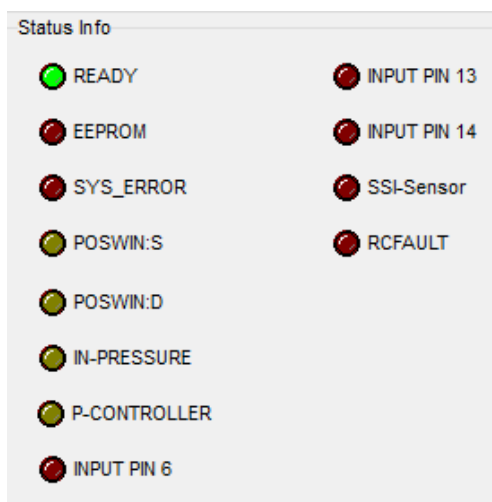 Status Info
READY
EEPROM
SYS_ERROR
POSWIN:S
POSWIN:D
IN-PRESSURE
P-CONTROLLER
INPUT PIN 6
INPUT PIN 13
INPUT PIN 14
SSI-Sensor
RCFAULT